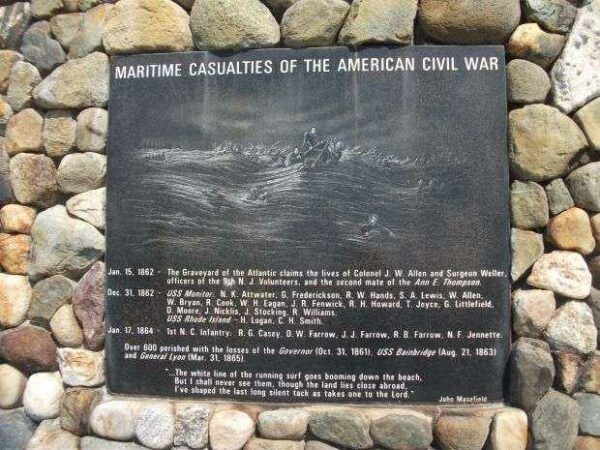 MARITIME CASUALTIES OF THE AMERICAN CIVIL WAR
Jan. 15, 1862 - The Graveyard of the Atlantic claims the lives of Colonel J. W. Allen and Surgeon Weller,
officers of the 9th N. J. Volunteers, and the second mate of the Ann E. Thompson.
Dec. 31, 1862 - USS Monitor: N. K. Attwater, G. Frederickson, R. W. Hands, S. A. Lewis, W. Allen,
W. Bryan, R. Cook, W. H. Eagan, J. R. Fenwick, R. H. Howard, T. Joyce, G. Littlefield,
D. Moore, J. Nicklis, J. Stocking, R. Williams.
USS Rhode Island - H. Logan, C. H. Smith.
Jan. 17, 1864 - 1st N. C. Infantry: R. G. Casey, D. W. Farrow, J. J. Farrow, R. B. Farrow, N. F. Jennette.
Over 600 perished with the losses of the Governor (Oct. 31, 1861), USS Bainbridge (Aug. 21, 1863)
and General Lyon (Mar. 31, 1865).
"...The white line of the running surf goes booming down the beach,
But I shall never see them, though the land lies close aboard,
I've shaped the last long silent tack as takes one to the Lord."
John Masefield